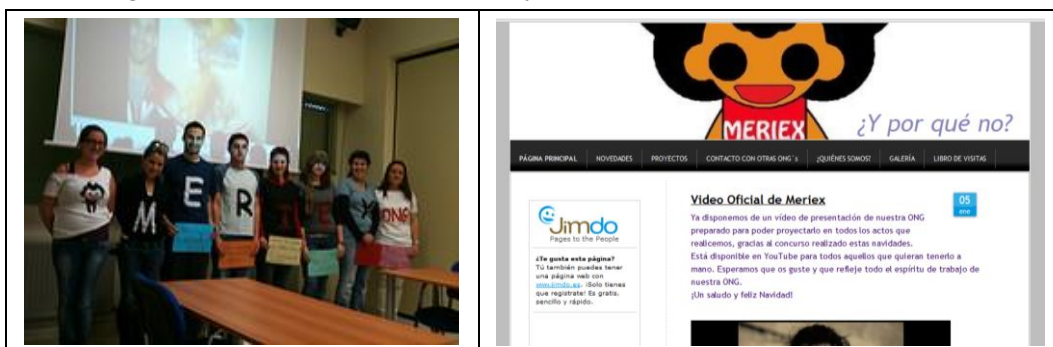 M E R I E X ONG
MERIEX
¿Y por qué no?
PÁGINA PRINCIPAL NOVEDADES PROYECTOS CONTACTO CON OTRAS ONG´s ¿QUIÉNES SOMOS? GALERÍA LIBRO DE VISITAS
Jimdo
Pages to the People
¿Te gusta esta página?
Tú también puedes tener
una página web con
www.jimdo.es. ¡Solo tienes
que registrate! Es gratis,
sencillo y rápido.
Video Oficial de Meriex
05
ene
Ya disponemos de un vídeo de presentación de nuestra ONG
preparado para poder proyectarlo en todos los actos que
realicemos, gracias al concurso realizado estas navidades.
Está disponible en YouTube para todos aquellos que quieran tenerlo a
mano. Esperamos que os guste y que refleje todo el espíritu de trabajo de
nuestra ONG.
¡Un saludo y feliz Navidad!